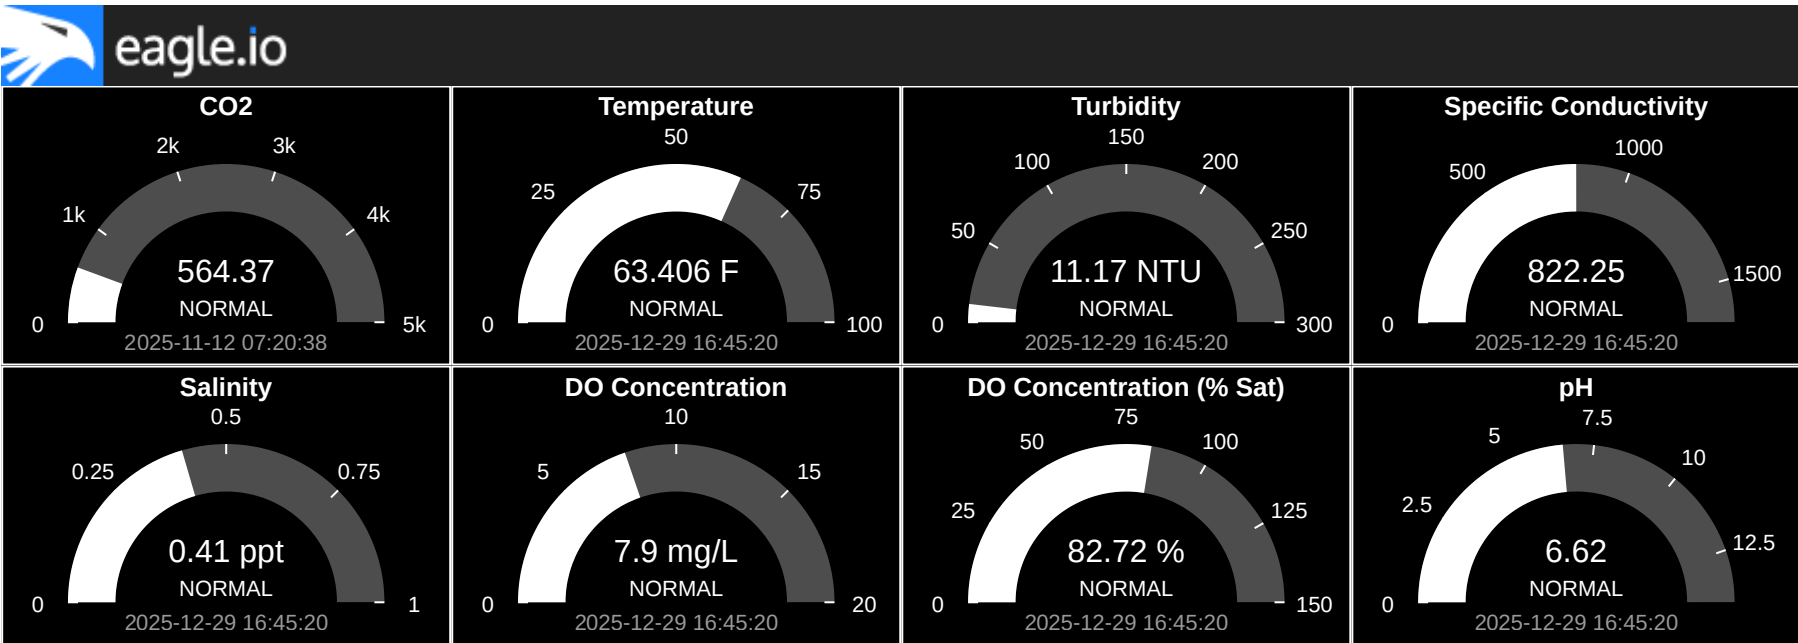 eagle.io
CO2
0
1k
2k
3k
4k
5k
564.37
NORMAL
2025-11-12 07:20:38
Temperature
0
25
50
75
100
63.406 F
NORMAL
2025-12-29 16:45:20
Turbidity
0
50
100
150
200
250
300
11.17 NTU
NORMAL
2025-12-29 16:45:20
Specific Conductivity
0
500
1000
1500
822.25
NORMAL
2025-12-29 16:45:20
Salinity
0
0.25
0.5
0.75
1
0.41 ppt
NORMAL
2025-12-29 16:45:20
DO Concentration
0
5
10
15
20
7.9 mg/L
NORMAL
2025-12-29 16:45:20
DO Concentration (% Sat)
0
25
50
75
100
125
150
82.72 %
NORMAL
2025-12-29 16:45:20
pH
0
2.5
5
7.5
10
12.5
6.62
NORMAL
2025-12-29 16:45:20